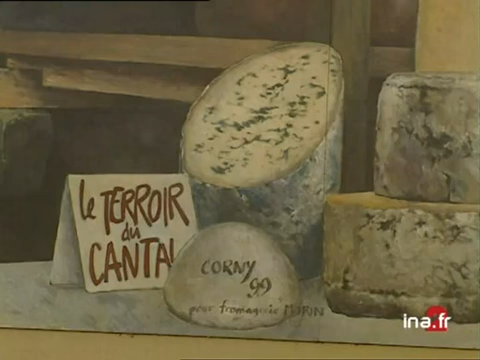 le TERROIR
du
CANTAL
CORNY
99
pour fromagerie MORIN
ina.fr